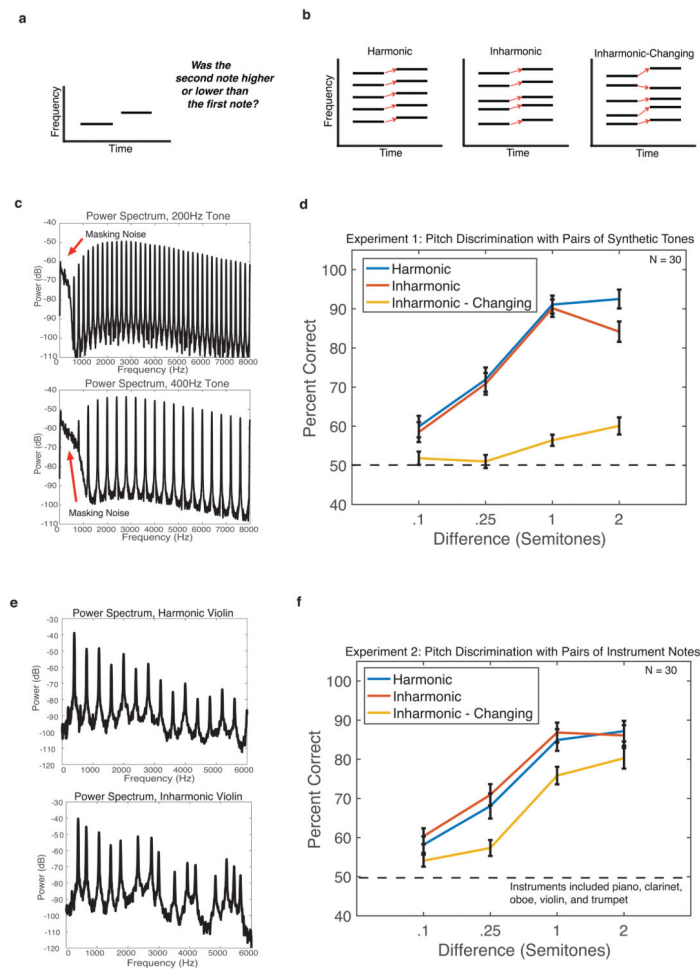 a
Was the
second note higher
or lower than
the first note?
Frequency
Time
b
Harmonic
Inharmonic
Inharmonic-Changing
Frequency
Time
Time
Time
c
Power Spectrum, 200Hz Tone
Masking Noise
Power (dB)
-40
-50
-60
-70
-80
-90
-100
-110
0 1000 2000 3000 4000 5000 6000 7000 8000
Frequency (Hz)
Power Spectrum, 400Hz Tone
Masking Noise
Power (dB)
-40
-50
-60
-70
-80
-90
-100
-110
0 1000 2000 3000 4000 5000 6000 7000 8000
Frequency (Hz)
d
Experiment 1: Pitch Discrimination with Pairs of Synthetic Tones
N = 30
Harmonic
Inharmonic
Inharmonic - Changing
Percent Correct
100
90
80
70
60
50
40
.1 .25 1 2
Difference (Semitones)
e
Power Spectrum, Harmonic Violin
Power (dB)
-30
-40
-50
-60
-70
-80
-90
-100
-110
-120
0 1000 2000 3000 4000 5000 6000
Frequency (Hz)
Power Spectrum, Inharmonic Violin
Power (dB)
-30
-40
-50
-60
-70
-80
-90
-100
-110
-120
0 1000 2000 3000 4000 5000 6000
Frequency (Hz)
f
Experiment 2: Pitch Discrimination with Pairs of Instrument Notes
N = 30
Harmonic
Inharmonic
Inharmonic - Changing
Percent Correct
100
90
80
70
60
50
40
Instruments included piano, clarinet,
oboe, violin, and trumpet
.1 .25 1 2
Difference (Semitones)